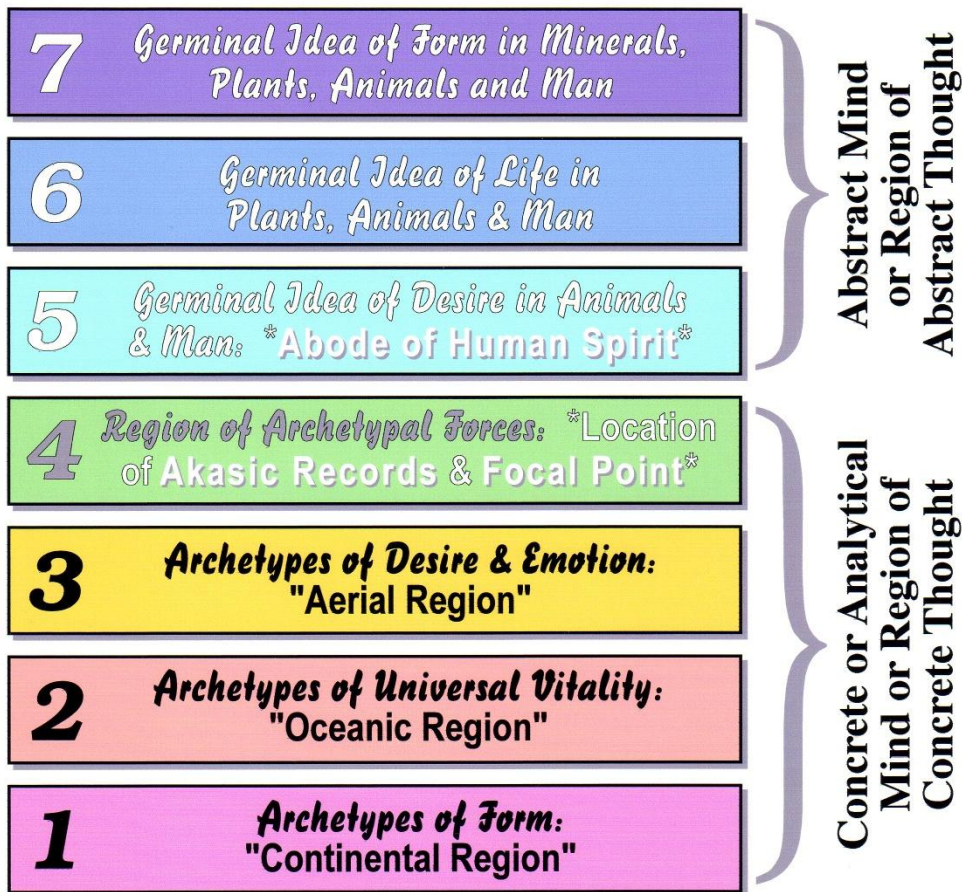 7
Germinal Idea of Form in Minerals,
Plants, Animals and Man
6
Germinal Idea of Life in
Plants, Animals & Man
5
Germinal Idea of Desire in Animals
& Man: *Abode of Human Spirit*
4
Region of Archetypal Forces: *Location
of Akasic Records & Focal Point*
3
Archetypes of Desire & Emotion:
"Aerial Region"
2
Archetypes of Universal Vitality:
"Oceanic Region"
1
Archetypes of Form:
"Continental Region"
Abstract Mind
or Region of
Abstract Thought
Concrete or Analytical
Mind or Region of
Concrete Thought